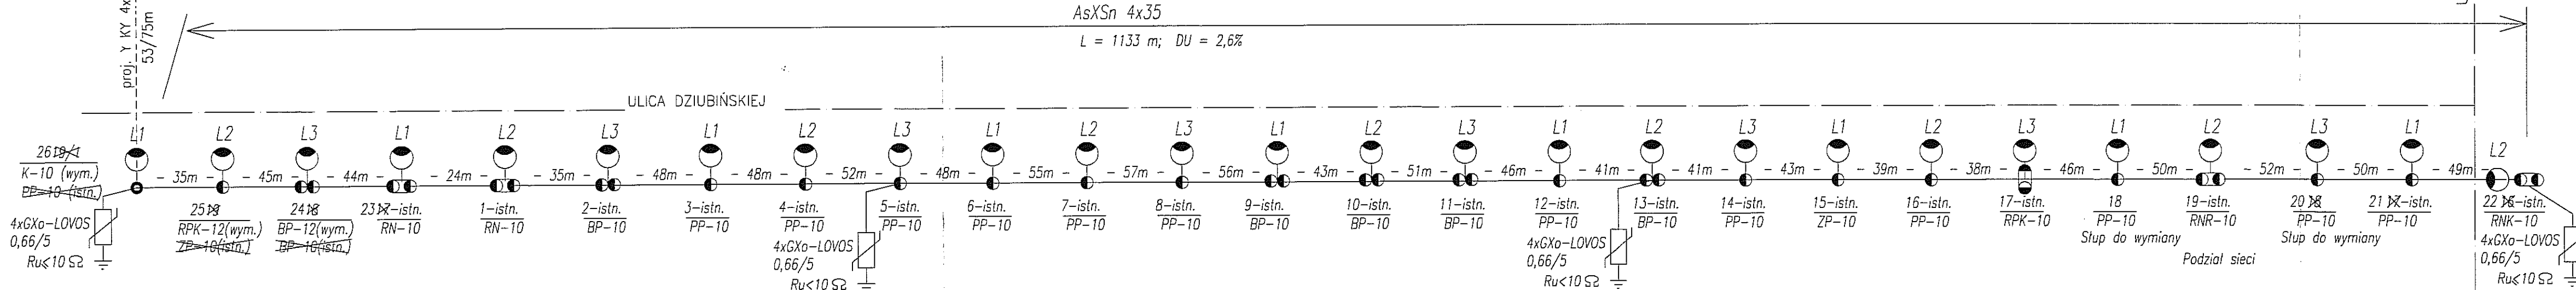 proj. Y KY 4x
53/75m
AsXSn 4x35
L = 1133 m; DU = 2,6%
ULICA DZIUBIŃSKIEJ
L1 L2 L3 L1 L2 L3 L1 L2 L3 L1 L2 L3 L1 L2 L3 L1 L2 L3 L1 L2 L3 L1 L2 L3 L1 L2
- 35m - 45m - 44m - 24m - 35m - 48m - 48m - 52m - 48m - 55m - 57m - 56m - 43m - 51m - 46m - 41m - 41m - 43m - 39m - 38m - 46m - 50m - 52m - 50m - 49m -
26 19/1
K-10 (wym.)
PP-10 (istn.)
4xGXo-LOVOS
0,66/5
Ru≤10Ω
25
RPK-12(wym.)
ZP-10(istn.)
24
BP-12(wym.)
BP-10(istn.)
23 -istn.
RN-10
1-istn.
RN-10
2-istn.
BP-10
3-istn.
PP-10
4-istn.
PP-10
4xGXo-LOVOS
0,66/5
Ru≤10Ω
5-istn.
PP-10
6-istn.
PP-10
7-istn.
PP-10
8-istn.
PP-10
9-istn.
BP-10
10-istn.
BP-10
11-istn.
BP-10
12-istn.
PP-10
4xGXo-LOVOS
0,66/5
Ru≤10Ω
13-istn.
BP-10
14-istn.
PP-10
15-istn.
ZP-10
16-istn.
PP-10
17-istn.
RPK-10
18
PP-10
Słup do wymiany
19-istn.
RNR-10
Podział sieci
20
PP-10
Słup do wymiany
21 -istn.
PP-10
22 -istn.
RNK-10
4xGXo-LOVOS
0,66/5
Ru≤10Ω